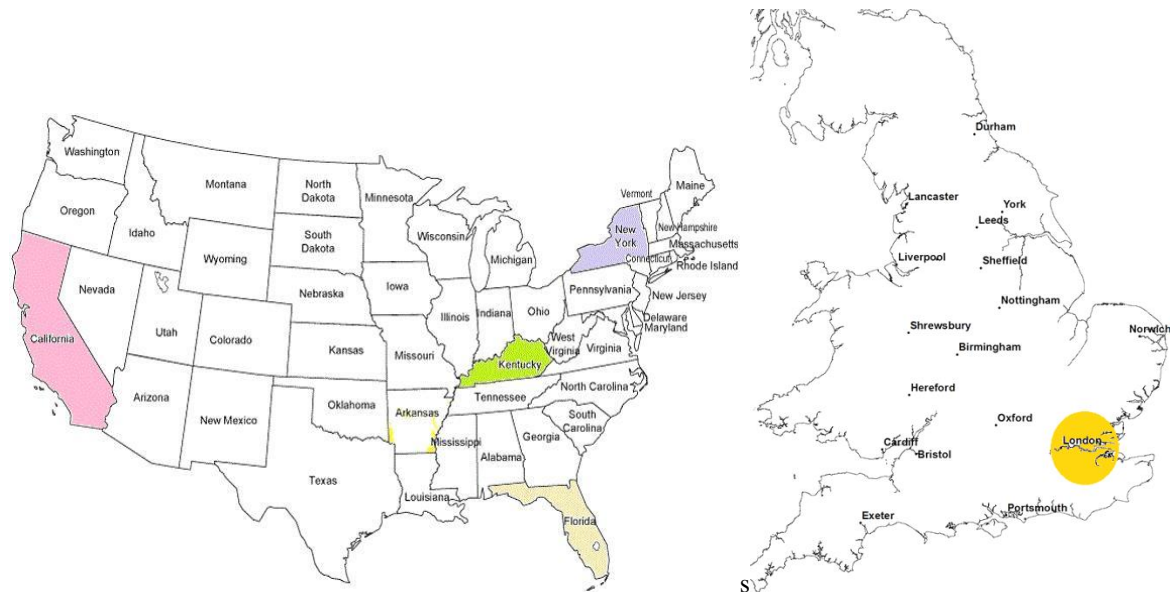 Washington
Montana
North
Dakota
Minnesota
Vermont
Maine
Oregon
Idaho
Wyoming
South
Dakota
Wisconsin
Michigan
New
York
New Hampshire
Massachusetts
Connecticut
Rhode Island
Nevada
Utah
Colorado
Nebraska
Iowa
Illinois
Indiana
Ohio
Pennsylvania
New Jersey
Delaware
Maryland
California
Kansas
Missouri
Kentucky
West
Virginia
Virginia
Arizona
New Mexico
Oklahoma
Arkansas
Tennessee
North Carolina
South
Carolina
Texas
Louisiana
Mississippi
Alabama
Georgia
Florida
Durham
Lancaster
York
Leeds
Liverpool
Sheffield
Nottingham
Shrewsbury
Norwich
Birmingham
Hereford
Oxford
London
Cardiff
Bristol
Portsmouth
Exeter
S